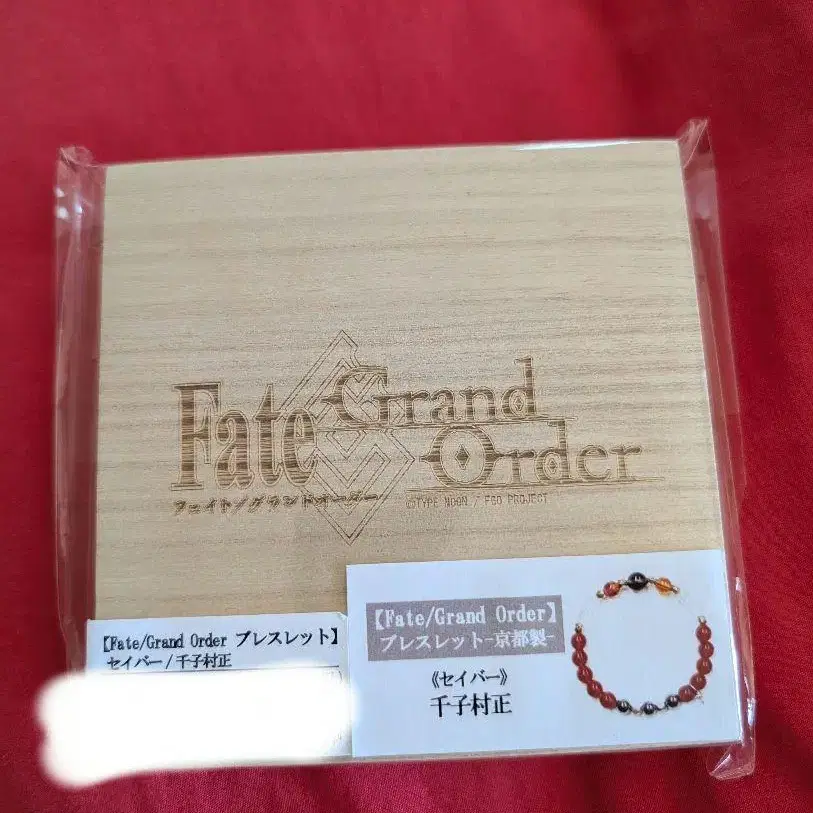 Fate Grand Order
フェイト/グランドオーダー
©TYPE MOON / FGO PROJECT
【Fate/Grand Order ブレスレット】
セイバー/千子村正
【Fate/Grand Order】
ブレスレット-京都製-
《セイバー》
千子村正